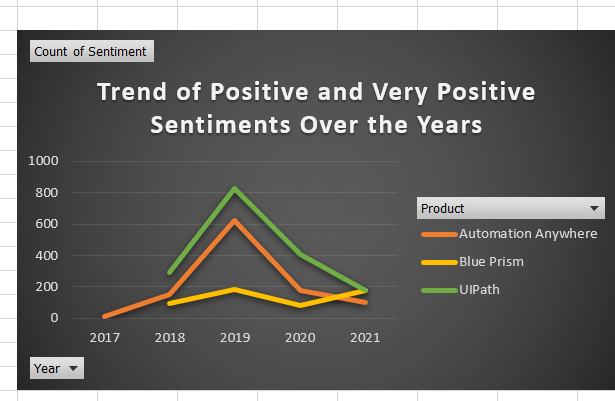 Count of Sentiment
Trend of Positive and Very Positive
Sentiments Over the Years
1000
800
600
400
200
0
2017 2018 2019 2020 2021
Product
Automation Anywhere
Blue Prism
UIPath
Year